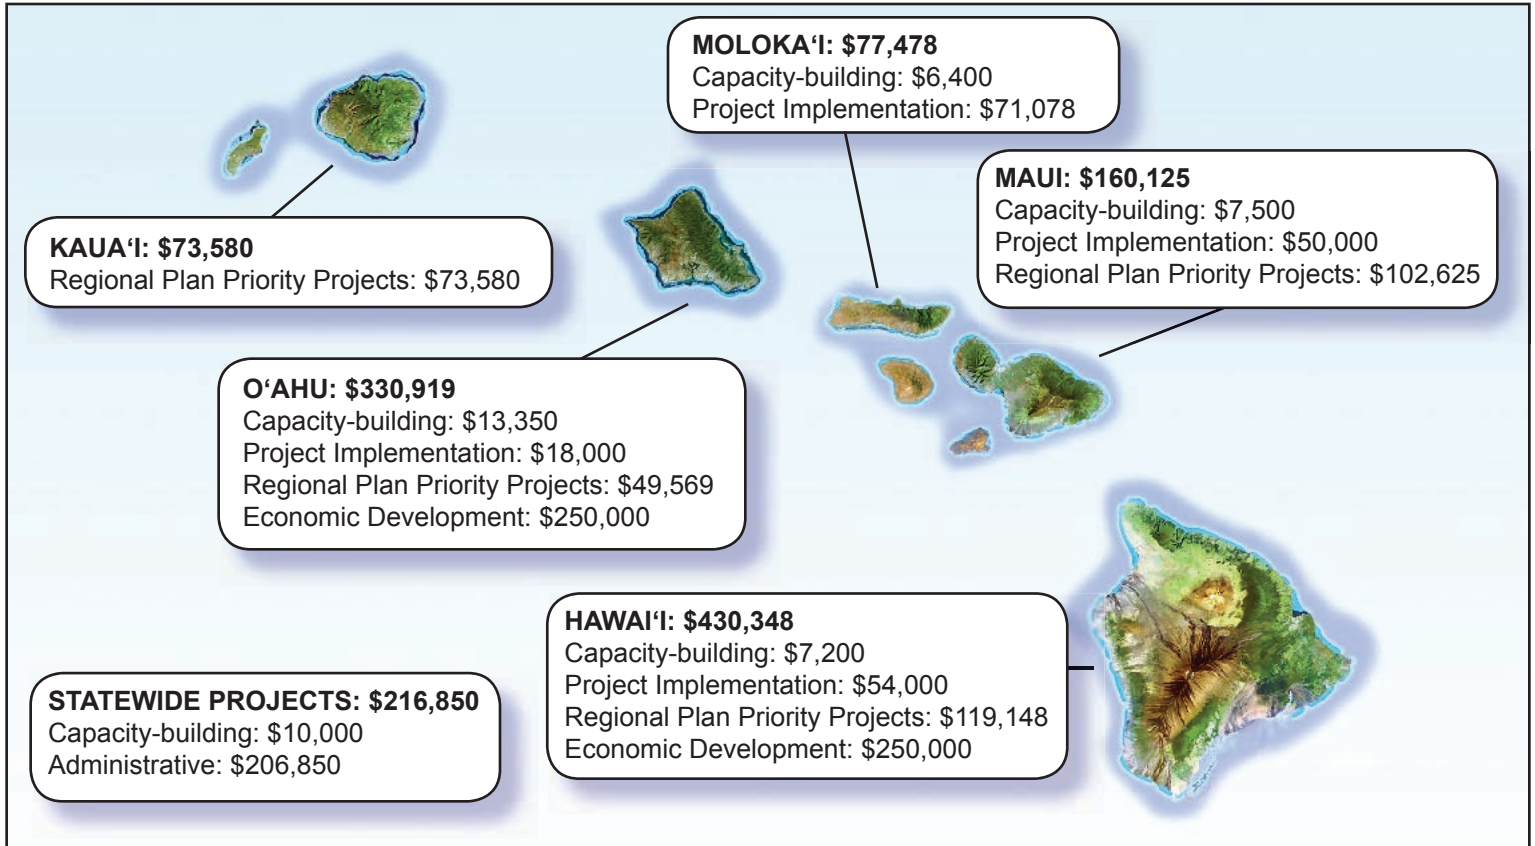 MOLOKA‘I: $77,478
Capacity-building: $6,400
Project Implementation: $71,078
MAUI: $160,125
Capacity-building: $7,500
Project Implementation: $50,000
Regional Plan Priority Projects: $102,625
KAUA‘I: $73,580
Regional Plan Priority Projects: $73,580
O‘AHU: $330,919
Capacity-building: $13,350
Project Implementation: $18,000
Regional Plan Priority Projects: $49,569
Economic Development: $250,000
HAWAI‘I: $430,348
Capacity-building: $7,200
Project Implementation: $54,000
Regional Plan Priority Projects: $119,148
Economic Development: $250,000
STATEWIDE PROJECTS: $216,850
Capacity-building: $10,000
Administrative: $206,850